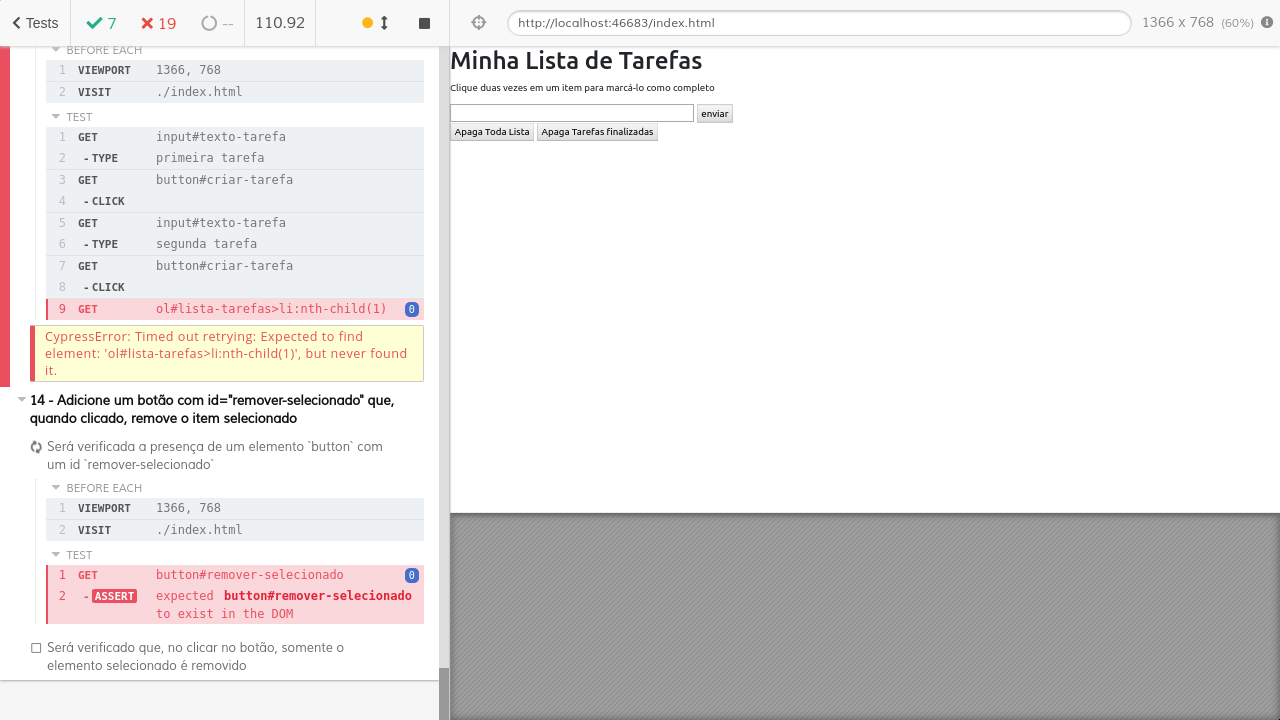 Tests 7 19 -- 110.92 http://localhost:46683/index.html 1366 x 768 (60%)
BEFORE EACH
1 VIEWPORT 1366, 768
2 VISIT ./index.html
TEST
1 GET input#texto-tarefa
2 -TYPE primeira tarefa
3 GET button#criar-tarefa
4 -CLICK
5 GET input#texto-tarefa
6 -TYPE segunda tarefa
7 GET button#criar-tarefa
8 -CLICK
9 GET ol#lista-tarefas>li:nth-child(1) 0
CypressError: Timed out retrying: Expected to find
element: 'ol#lista-tarefas>li:nth-child(1)', but never found
it.
14 - Adicione um botão com id="remover-selecionado" que,
quando clicado, remove o item selecionado
Será verificada a presença de um elemento `button` com
um id `remover-selecionado`
BEFORE EACH
1 VIEWPORT 1366, 768
2 VISIT ./index.html
TEST
1 GET button#remover-selecionado 0
2 -ASSERT expected button#remover-selecionado
to exist in the DOM
Será verificado que, no clicar no botão, somente o
elemento selecionado é removido
Minha Lista de Tarefas
Clique duas vezes em um item para marcá-lo como completo
enviar
Apaga Toda Lista Apaga Tarefas finalizadas